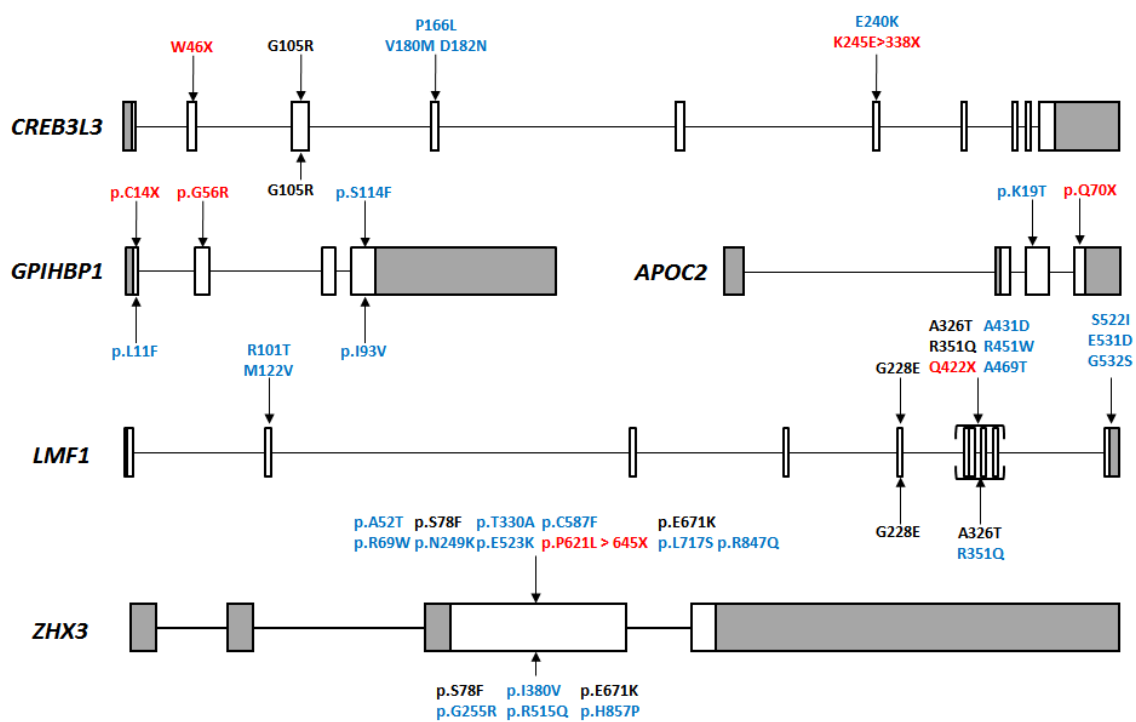 P166L
E240K
W46X
G105R
V180M D182N
K245E>338X
CREB3L3
G105R
p.C14X
p.G56R
p.S114F
p.K19T
p.Q70X
GPIHBP1
APOC2
p.L11F
p.I93V
R101T
M122V
A326T A431D
R351Q R451W
Q422X A469T
S522I
E531D
G532S
G228E
LMF1
G228E
A326T
R351Q
p.A52T p.S78F p.T330A p.C587F p.E671K
p.R69W p.N249K p.E523K p.P621L > 645X p.L717S p.R847Q
ZHX3
p.S78F p.I380V p.E671K
p.G255R p.R515Q p.H857P